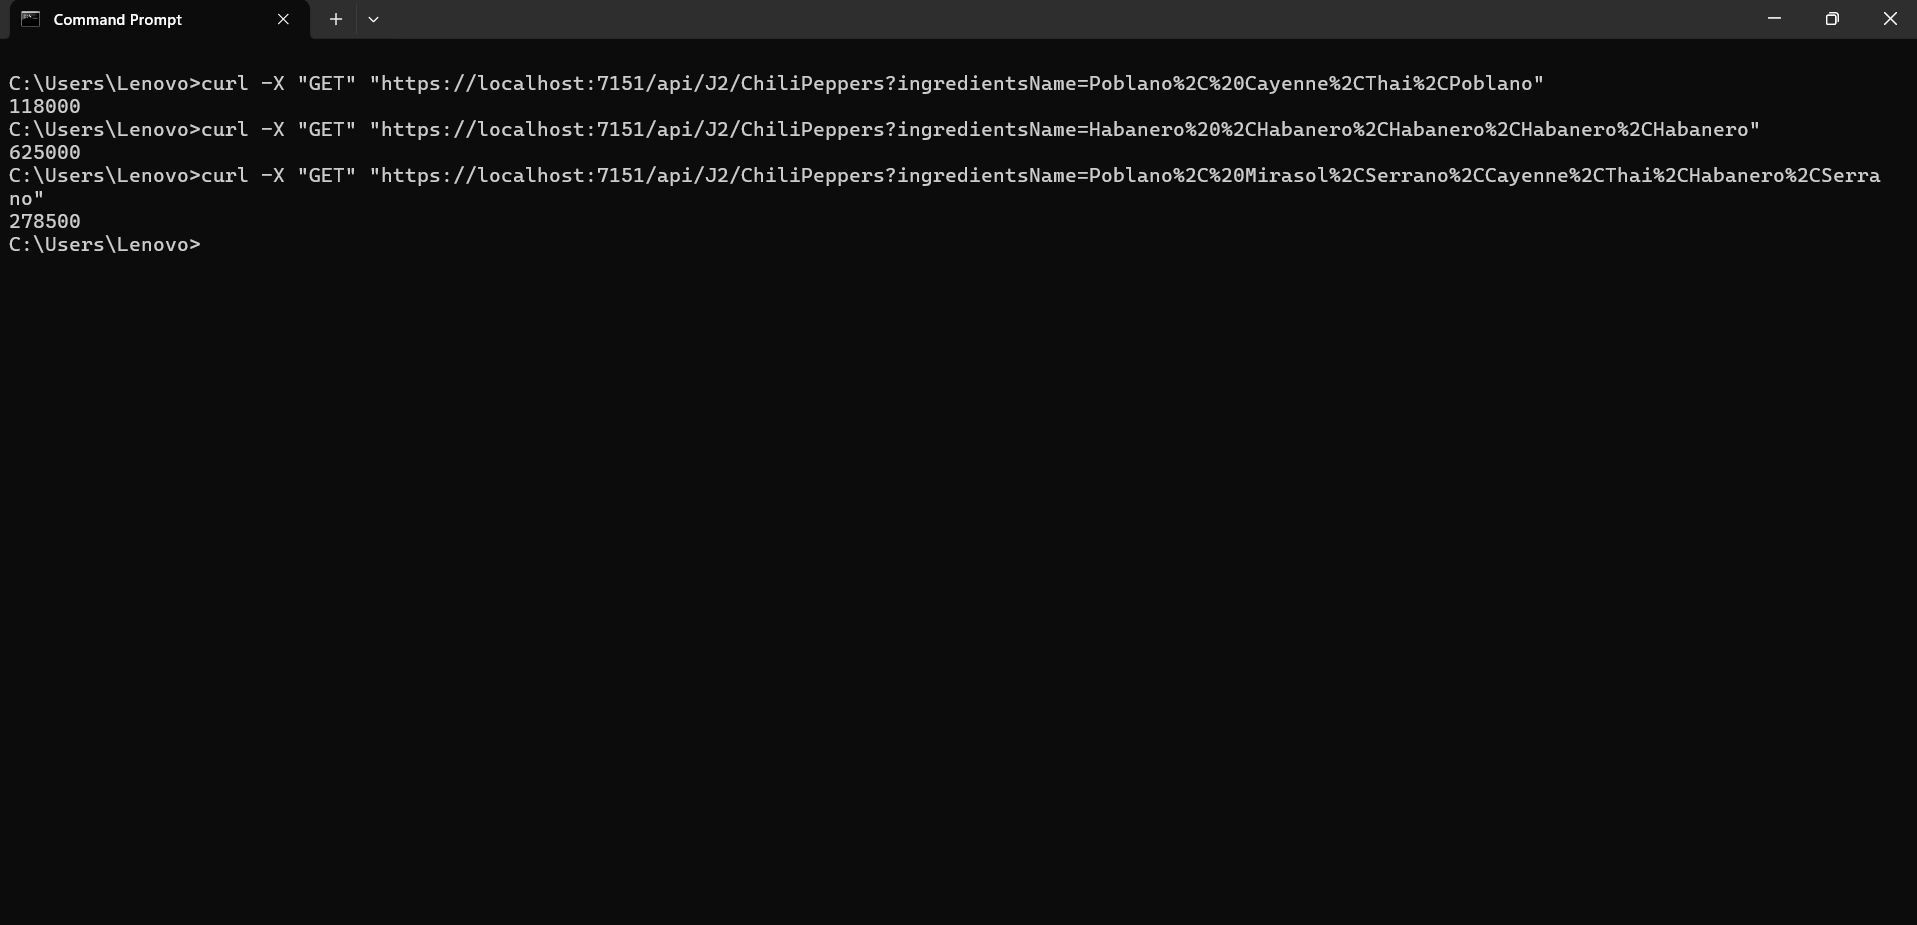 Command Prompt
C:\Users\Lenovo>curl -X "GET" "https://localhost:7151/api/J2/ChiliPeppers?ingredientsName=Poblano%2C%20Cayenne%2CThai%2CPoblano"
118000
C:\Users\Lenovo>curl -X "GET" "https://localhost:7151/api/J2/ChiliPeppers?ingredientsName=Habanero%20%2CHabanero%2CHabanero%2CHabanero%2CHabanero"
625000
C:\Users\Lenovo>curl -X "GET" "https://localhost:7151/api/J2/ChiliPeppers?ingredientsName=Poblano%2C%20Mirasol%2CSerrano%2CCayenne%2CThai%2CHabanero%2CSerra
no"
278500
C:\Users\Lenovo>